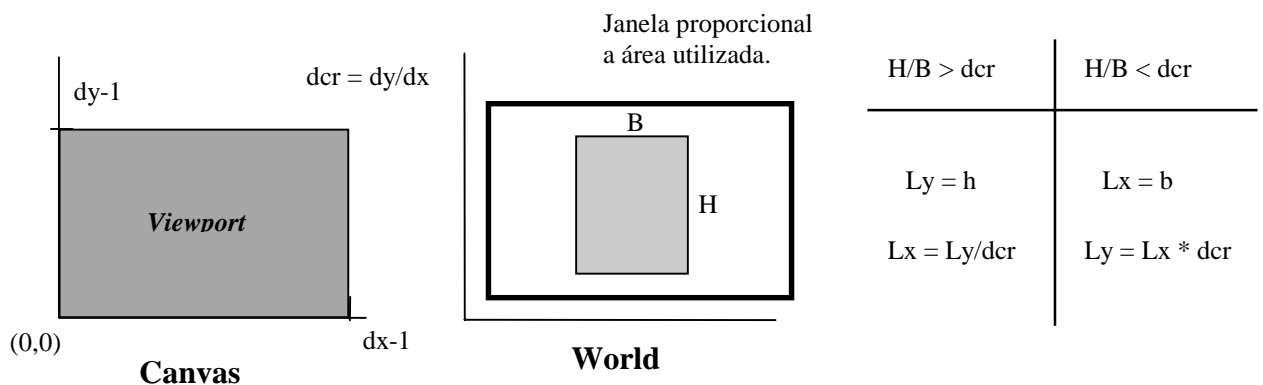 Janela proporcional
a área utilizada.
dcr = dy/dx
dy-1
Viewport
(0,0)
dx-1
Canvas
B
H
World
H/B > dcr
H/B < dcr
Ly = h
Lx = b
Lx = Ly/dcr
Ly = Lx * dcr